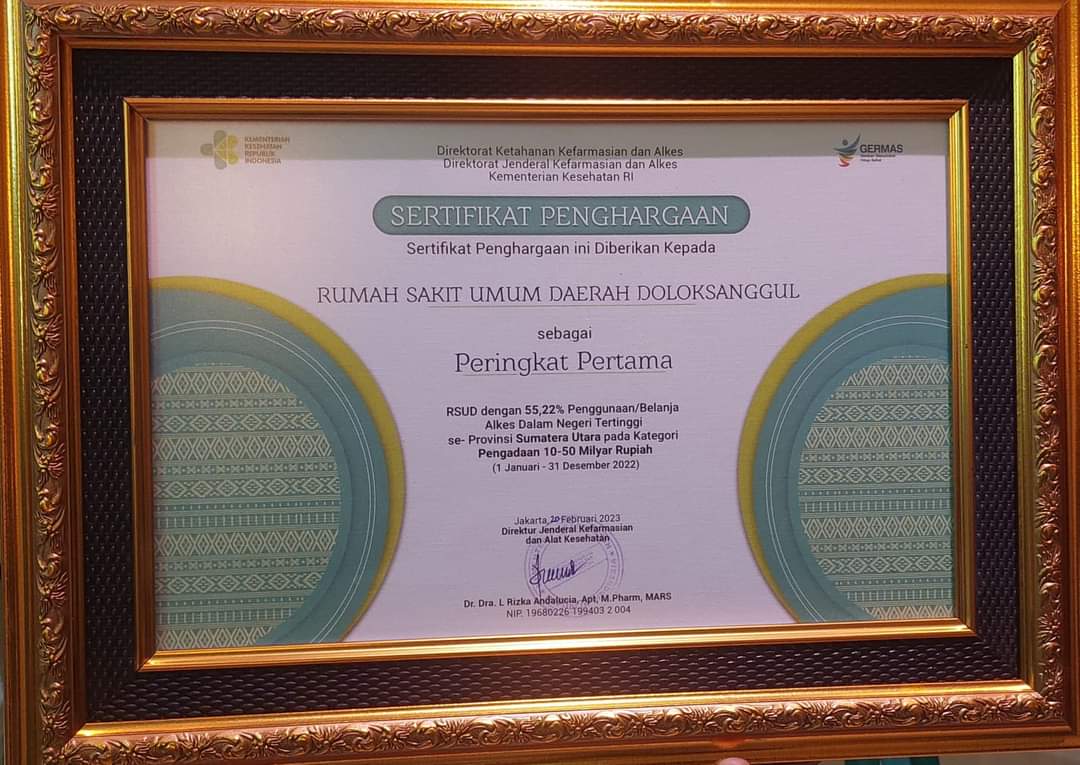 KEMENTERIAN
KESEHATAN
REPUBLIK
INDONESIA
Direktorat Ketahanan Kefarmasian dan Alkes
Direktorat Jenderal Kefarmasian dan Alkes
Kementerian Kesehatan RI
GERMAS
SERTIFIKAT PENGHARGAAN
Sertifikat Penghargaan ini Diberikan Kepada
RUMAH SAKIT UMUM DAERAH DOLOKSANGGUL
sebagai
Peringkat Pertama
RSUD dengan 55,22% Penggunaan/Belanja
Alkes Dalam Negeri Tertinggi
se- Provinsi Sumatera Utara pada Kategori
Pengadaan 10-50 Milyar Rupiah
(1 Januari - 31 Desember 2022)
Jakarta, 20 Februari 2023
Direktur Jenderal Kefarmasian
dan Alat Kesehatan
Dr. Dra. L Rizka Andalucia, Apt, M.Pharm, MARS
NIP. 19680226 199403 2 004